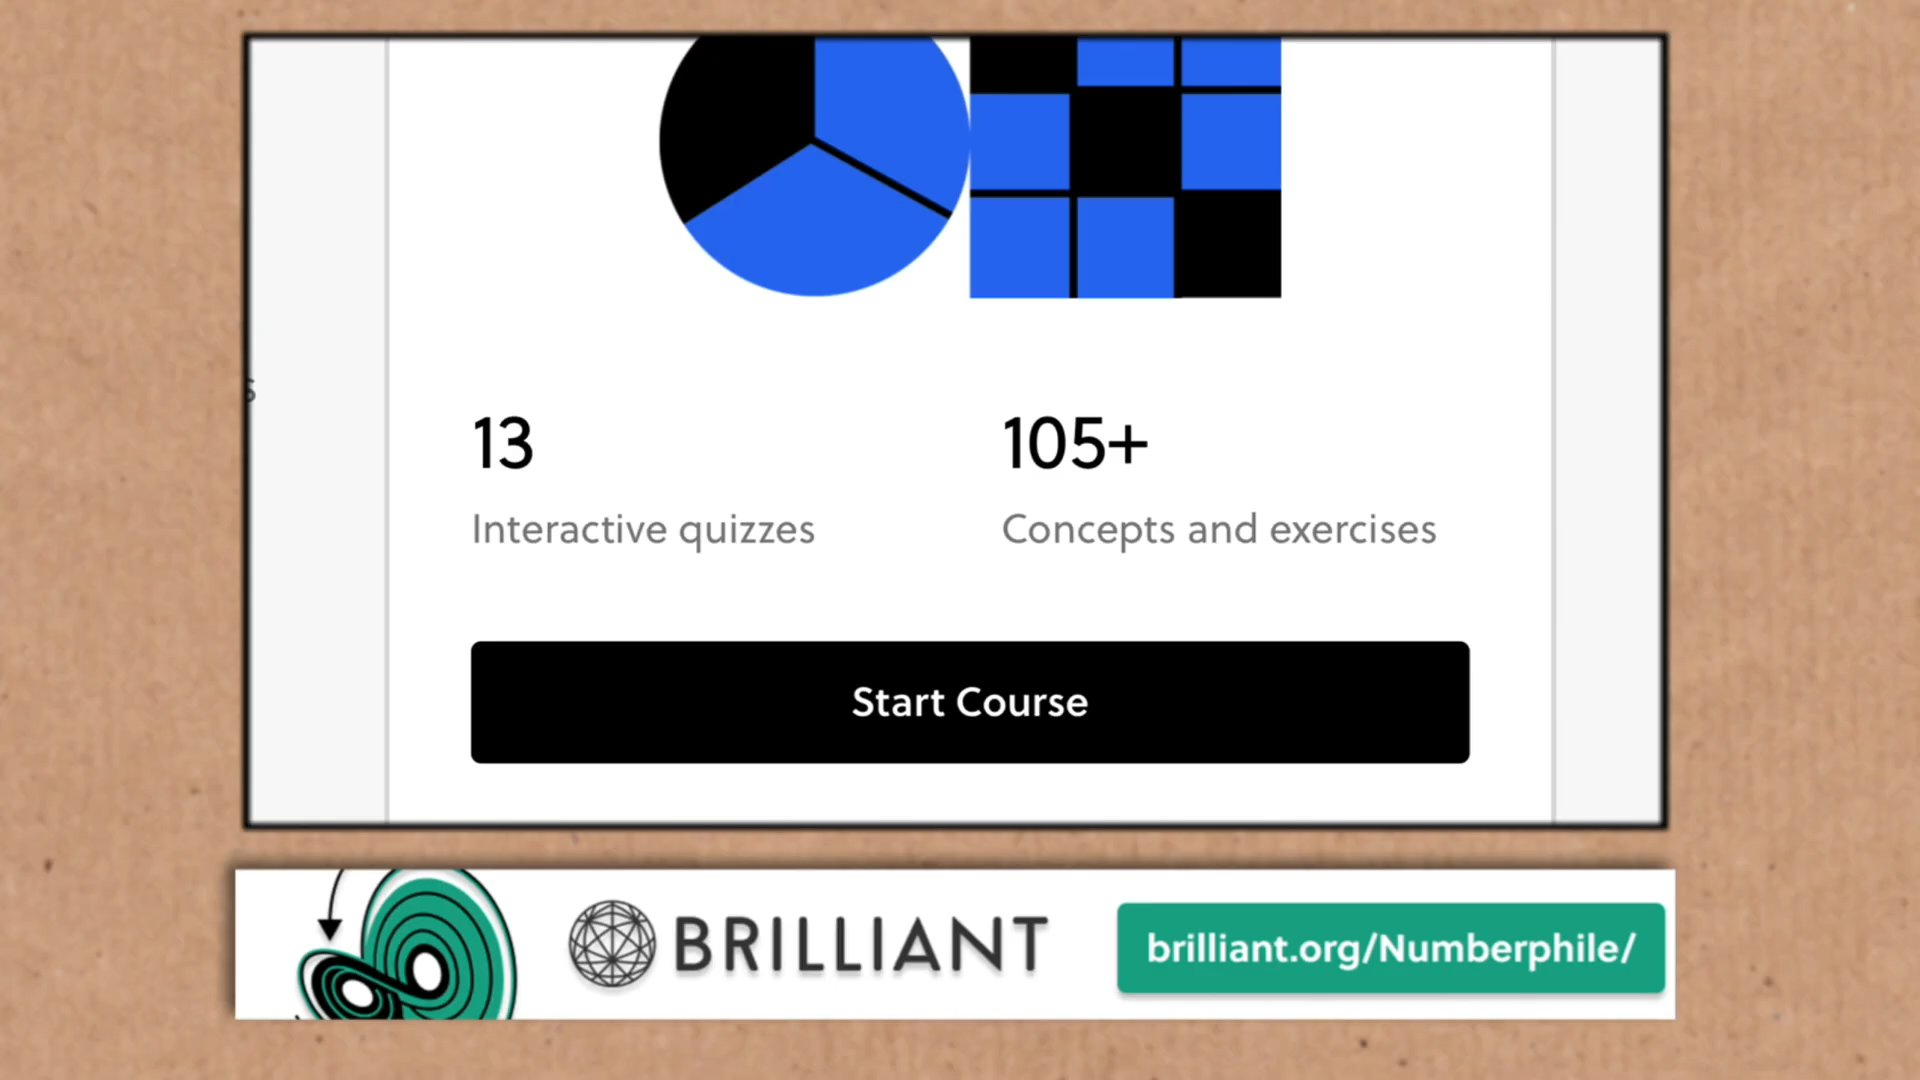 13
105+
Interactive quizzes
Concepts and exercises
Start Course
BRILLIANT
brilliant.org/Numberphile/